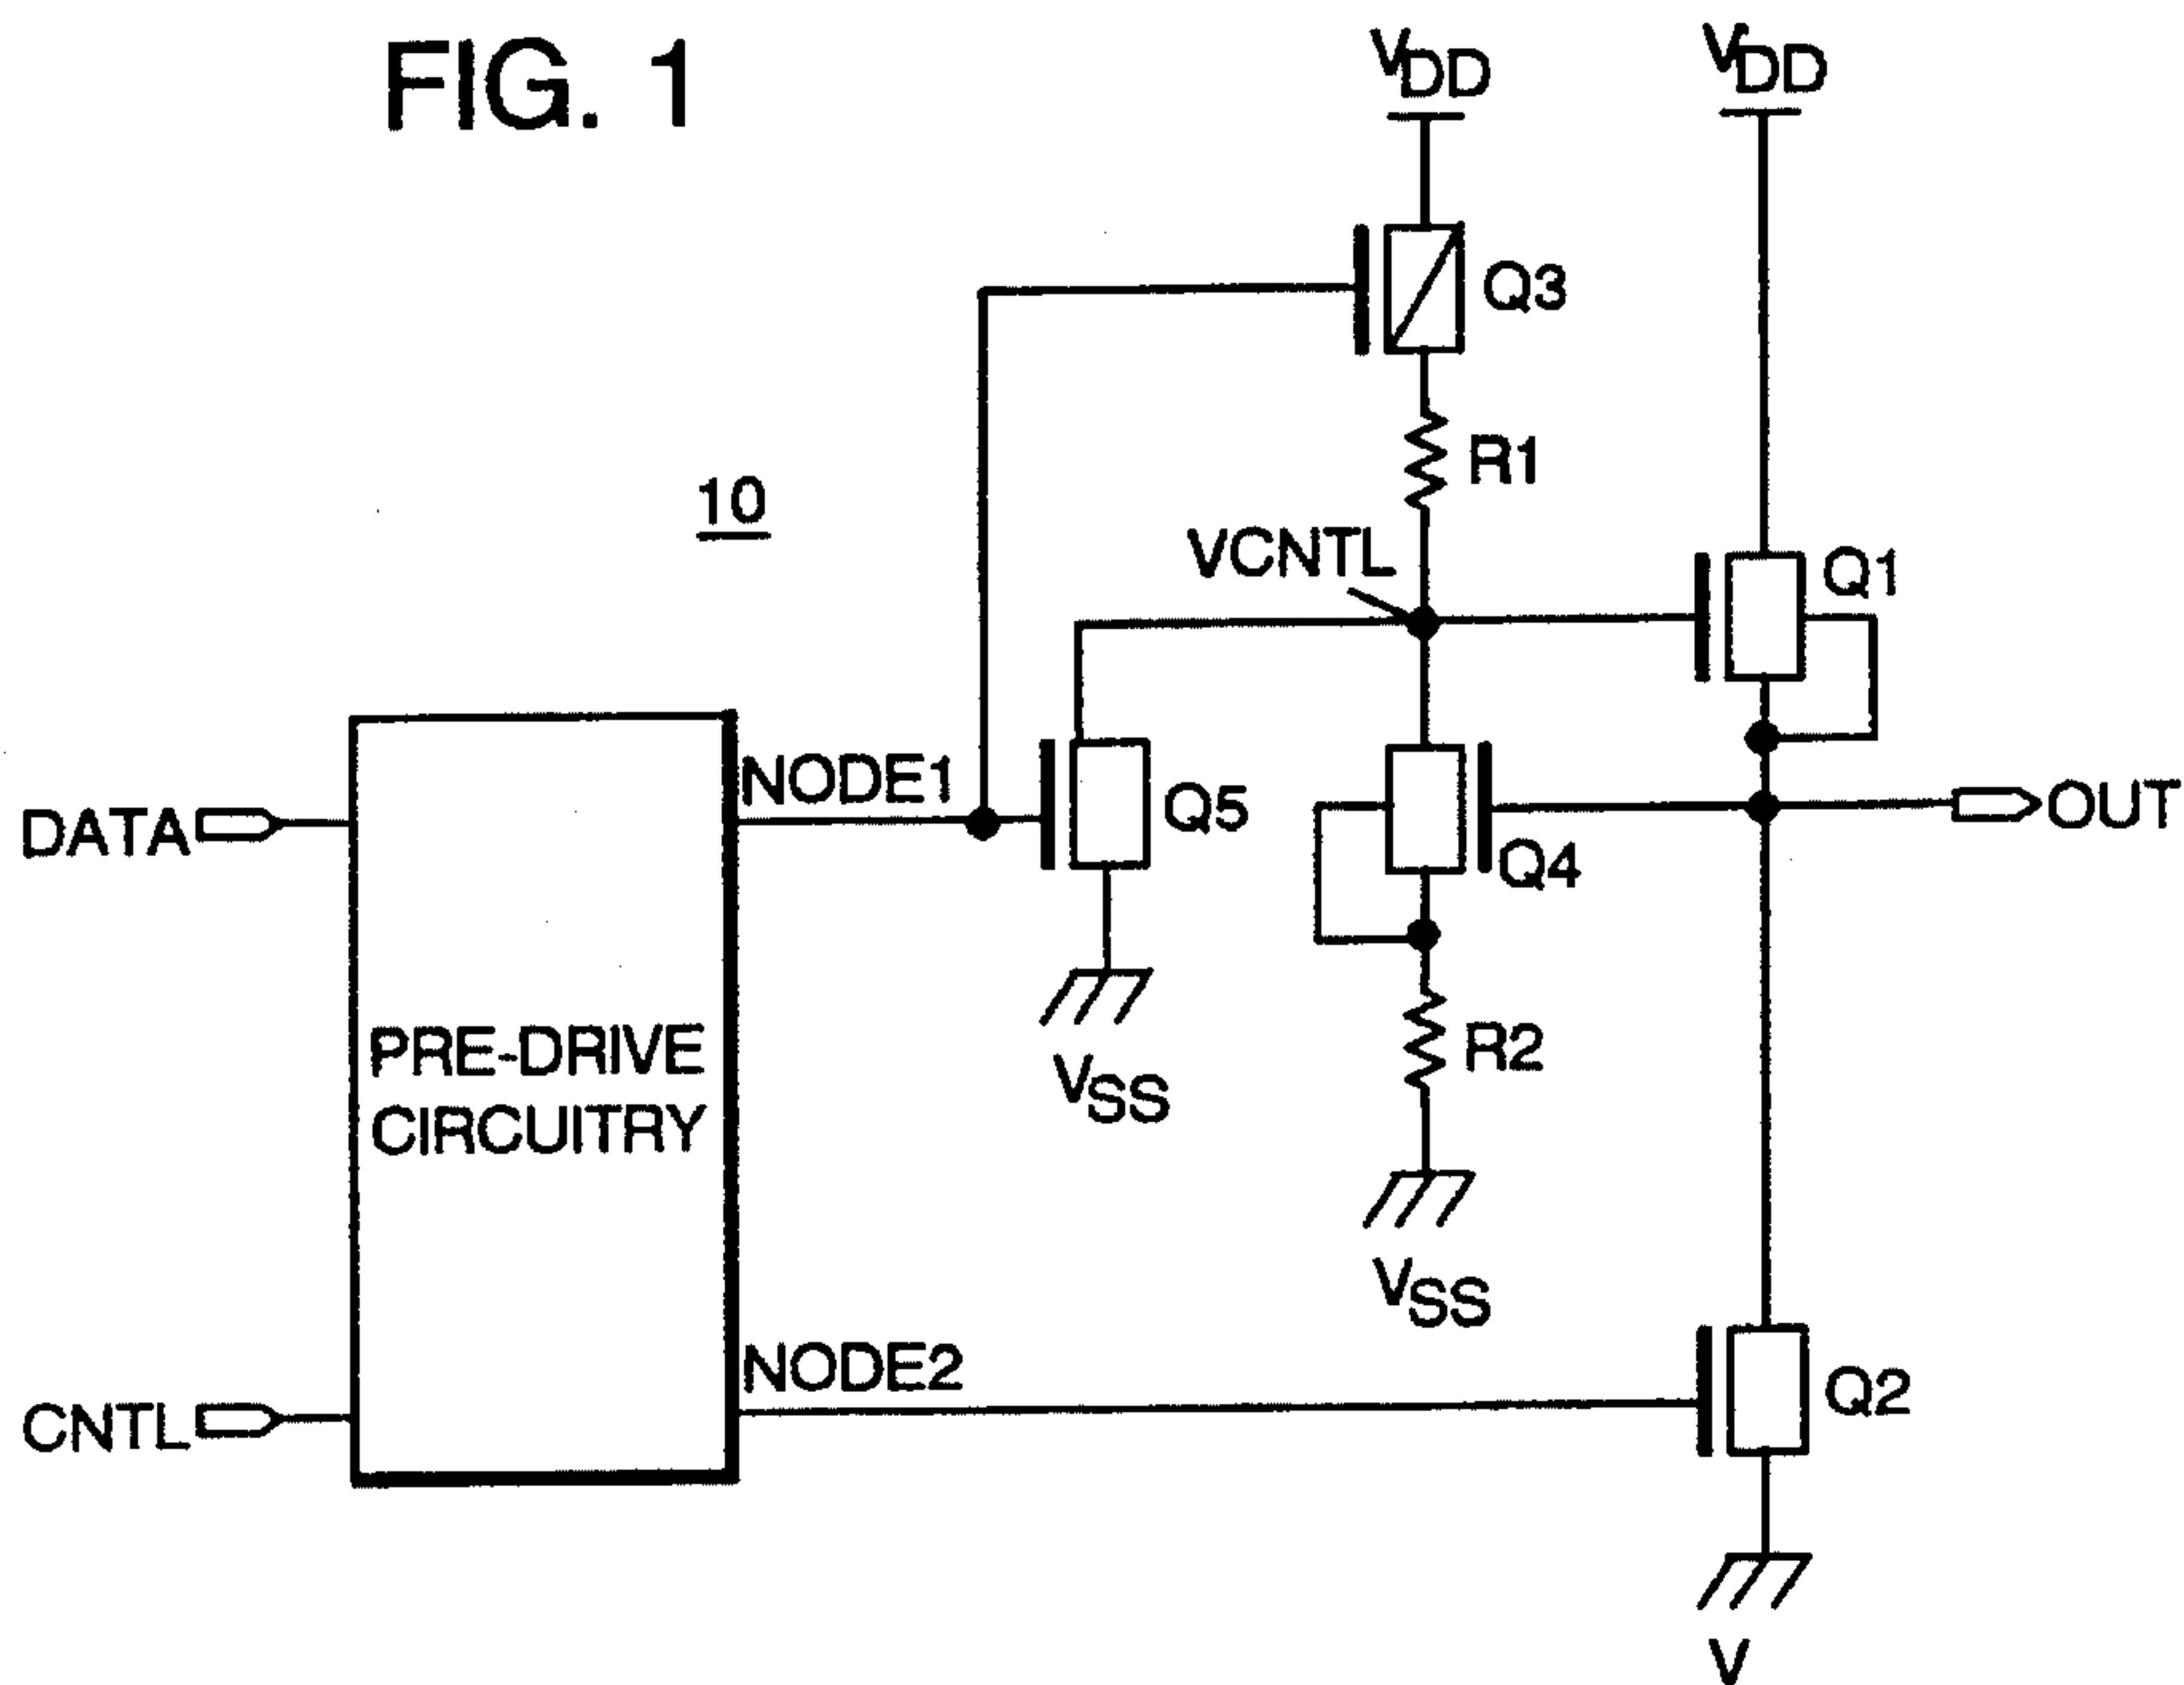 FIG. 1
VDD
VDD
Q3
R1
10
VCNTL
Q1
NODE1
Q5
DATA
OUT
Q4
PRE-DRIVE
CIRCUITRY
R2
VSS
VSS
NODE2
Q2
CNTL
V